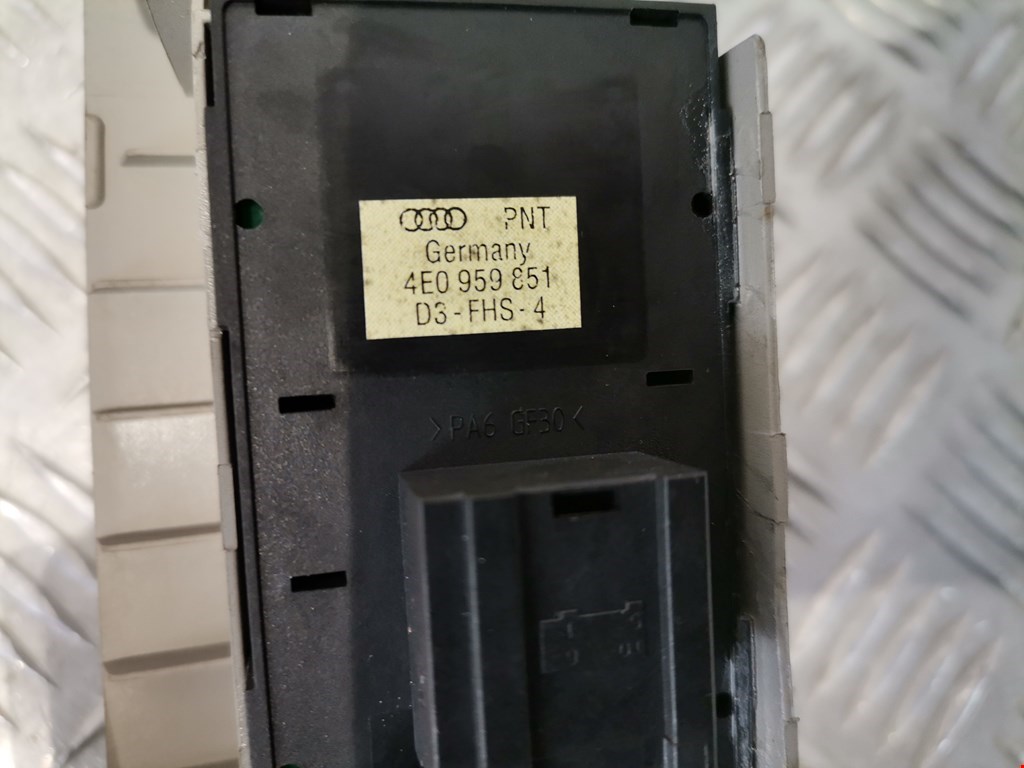 PNT
Germany
4E0 959 851
D3-FHS-4
>PA6 GF30<